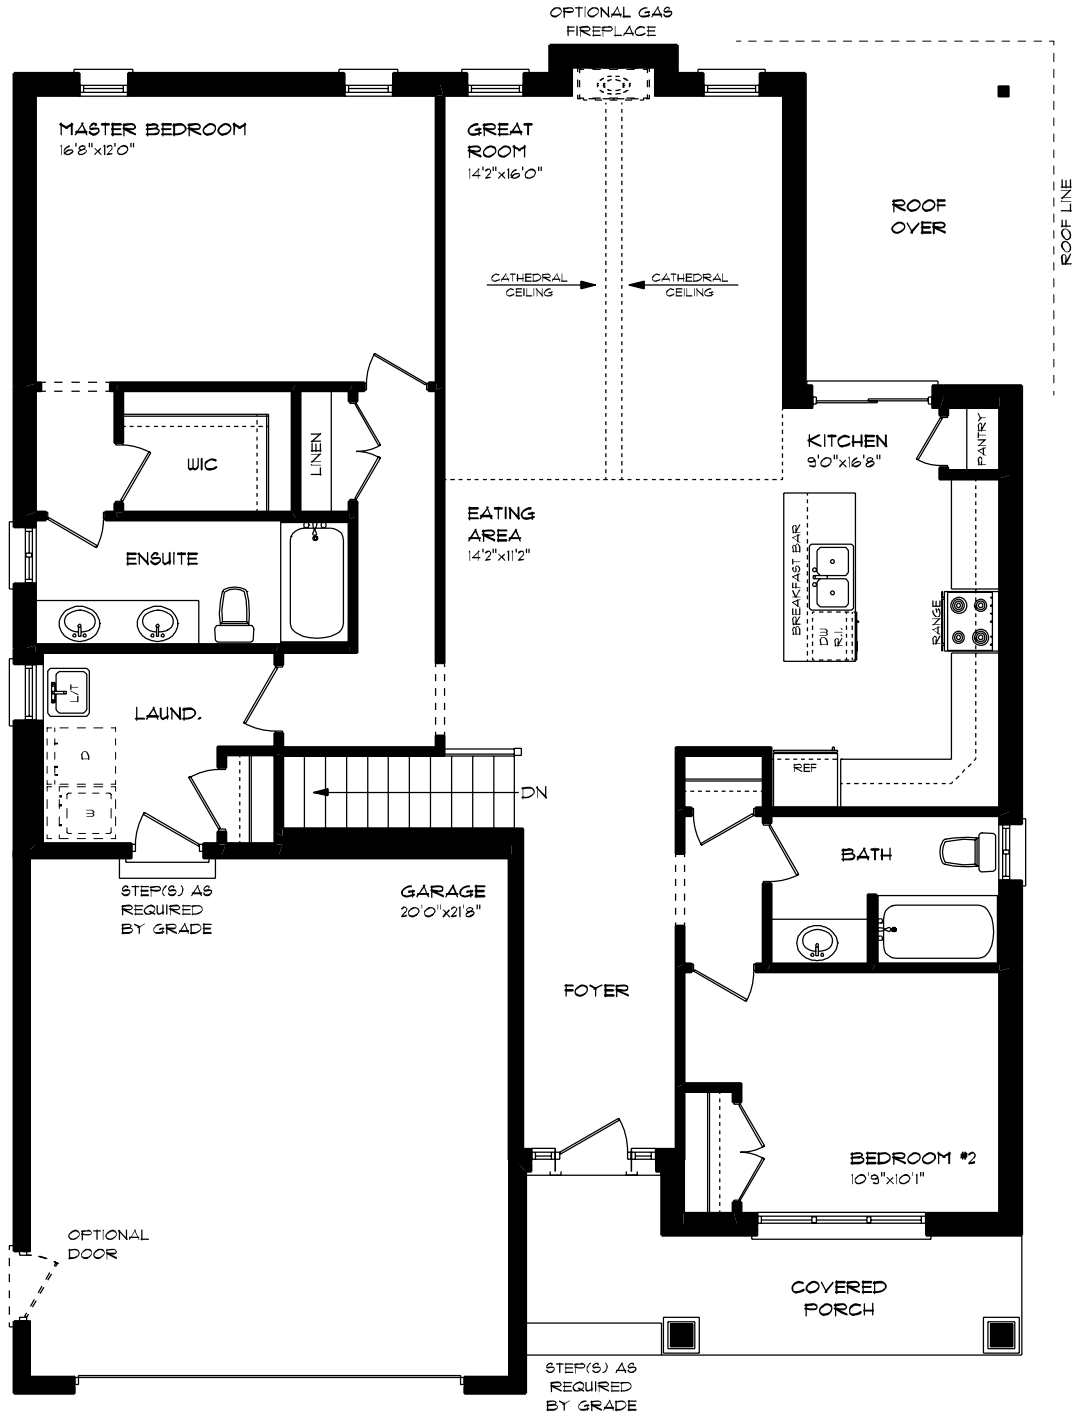 OPTIONAL GAS
FIREPLACE
MASTER BEDROOM
16'8"x12'0"
GREAT
ROOM
14'2"x16'0"
ROOF
OVER
ROOF LINE
CATHEDRAL
CEILING
CATHEDRAL
CEILING
WIC
LINEN
KITCHEN
9'0"x16'8"
PANTRY
EATING
AREA
14'2"x11'2"
ENSUITE
BREAKFAST BAR
DW
R.I.
RANGE
L/T
LAUND.
D
W
REF
DN
BATH
STEP(S) AS
REQUIRED
BY GRADE
GARAGE
20'0"x21'8"
FOYER
BEDROOM #2
10'9"x10'1"
OPTIONAL
DOOR
COVERED
PORCH
STEP(S) AS
REQUIRED
BY GRADE